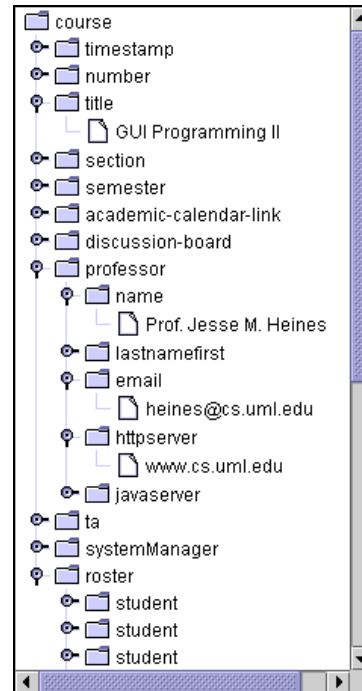 course
timestamp
number
title
GUI Programming II
section
semester
academic-calendar-link
discussion-board
professor
name
Prof. Jesse M. Heines
lastnamefirst
email
heines@cs.uml.edu
httpserver
www.cs.uml.edu
javaserver
ta
systemManager
roster
student
student
student